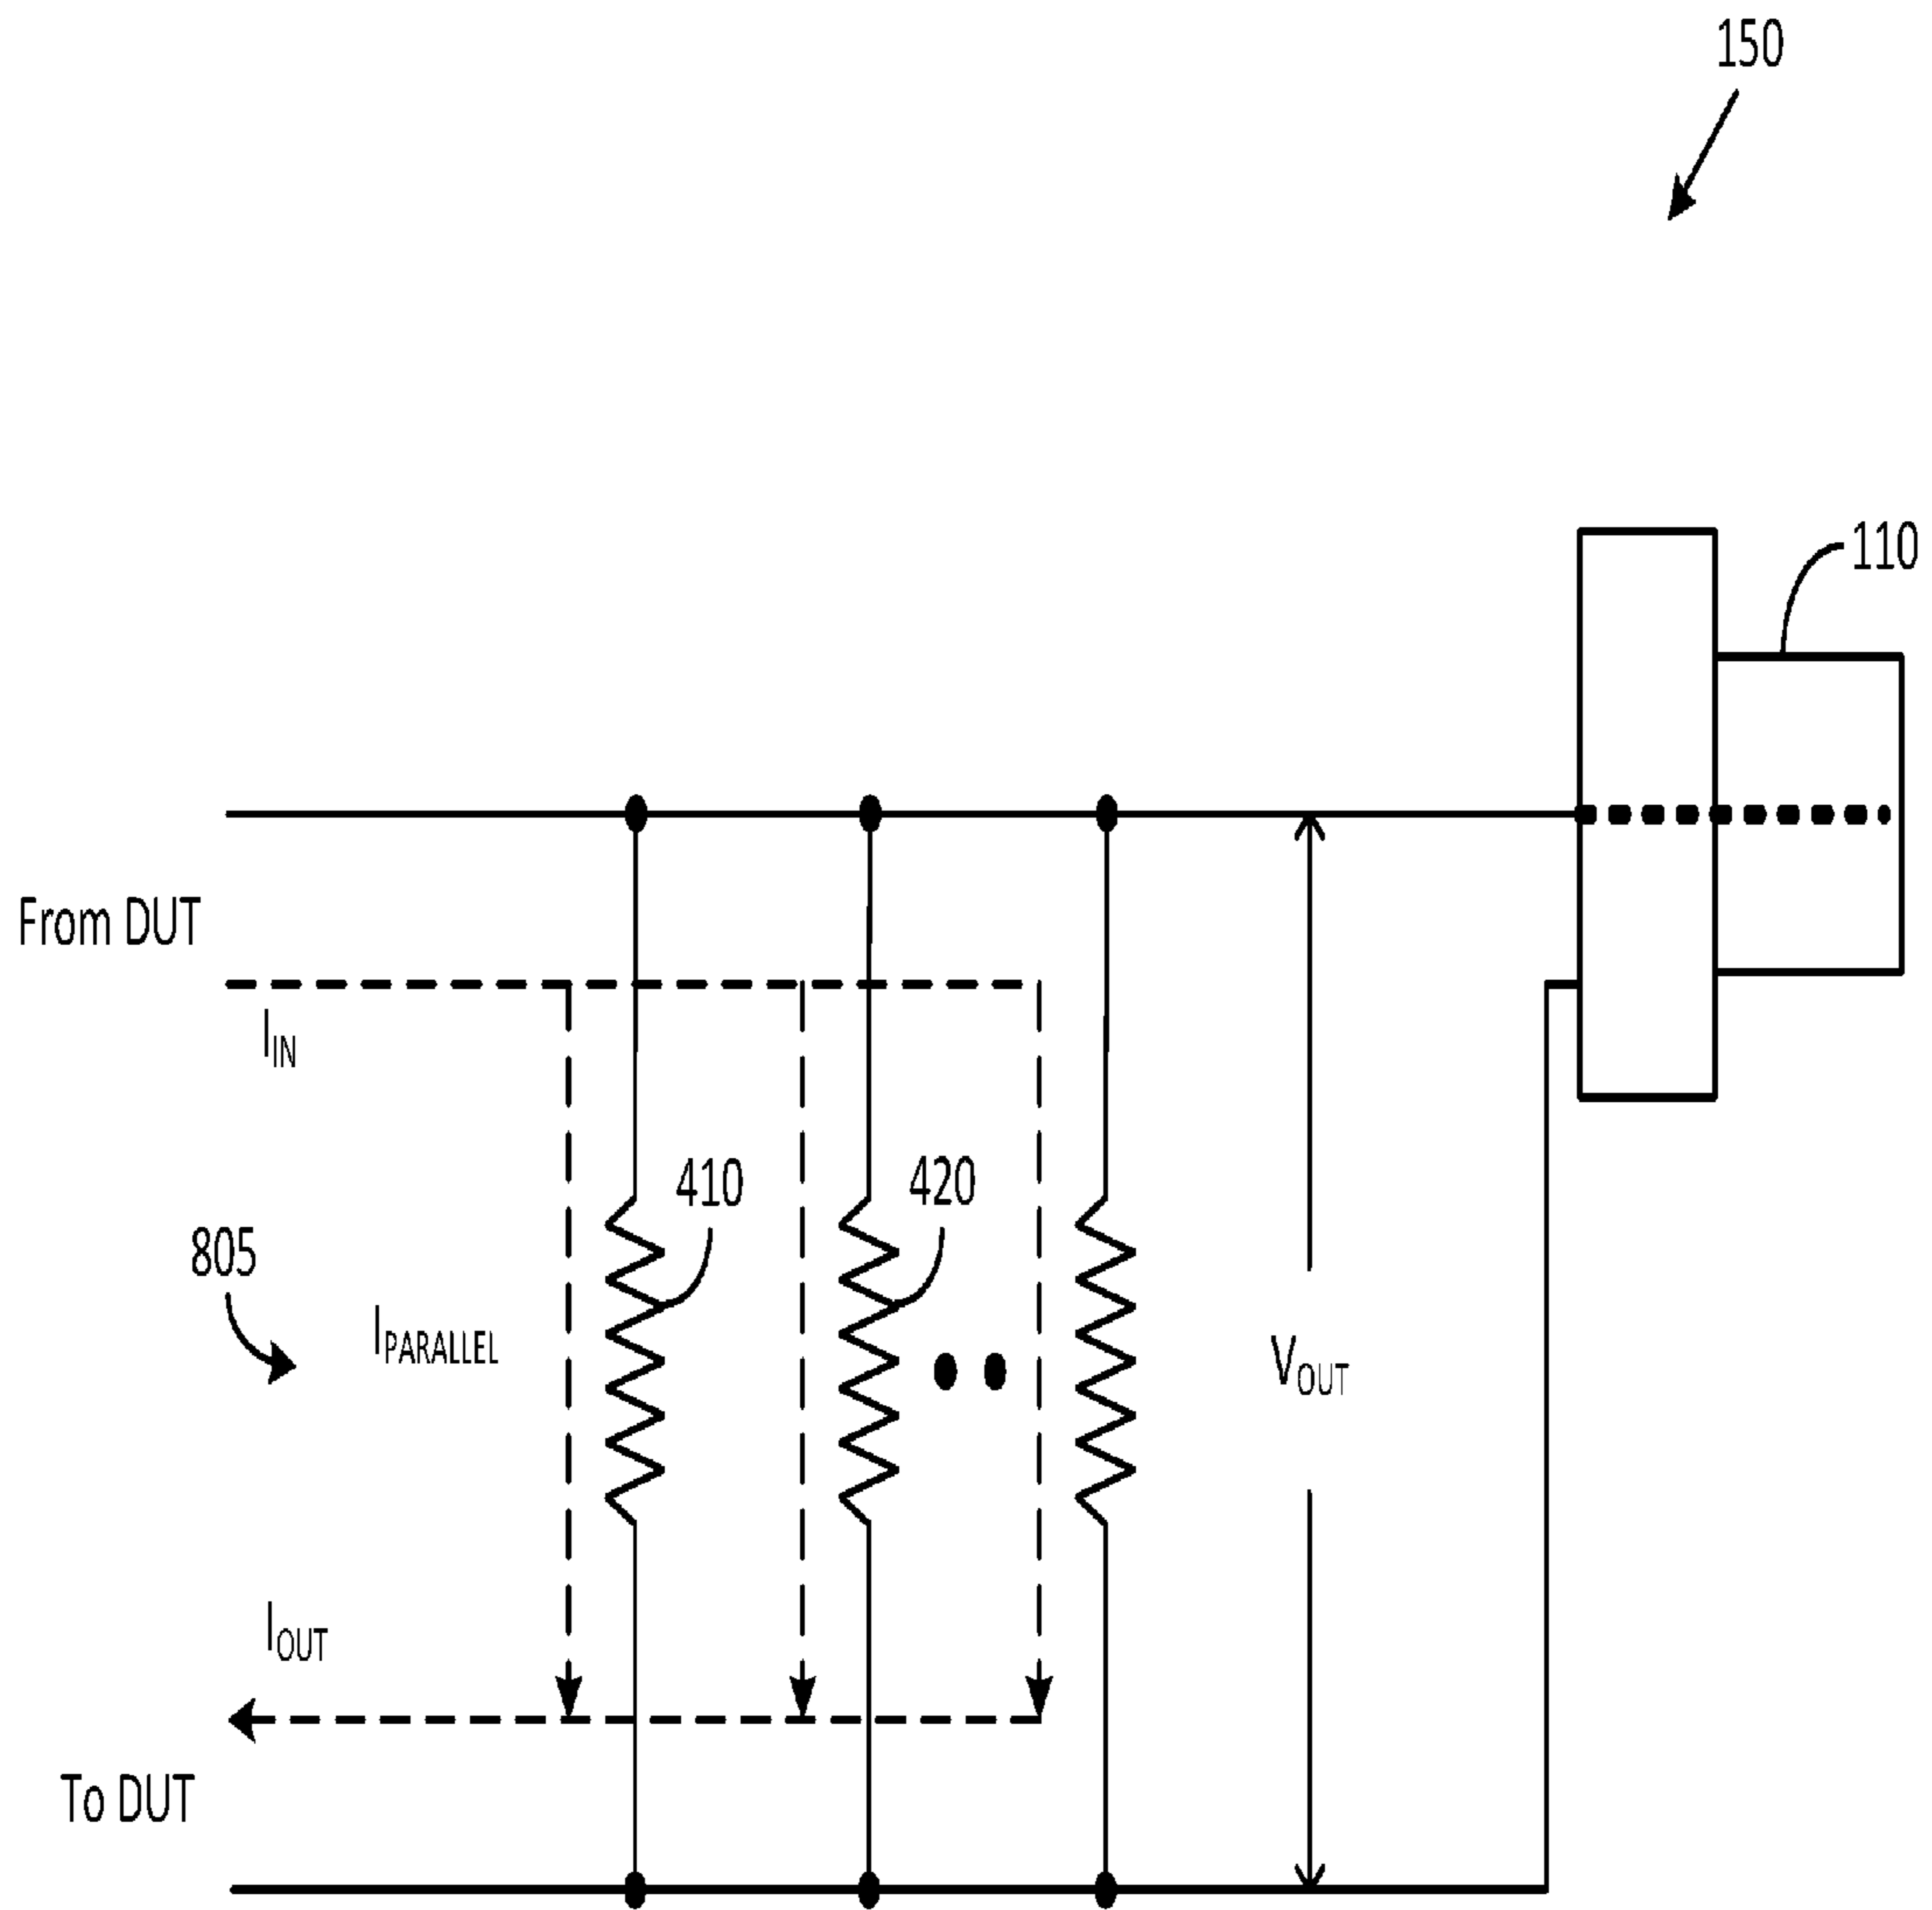 150
110
From DUT
I_IN
410
420
805
I_PARALLEL
V_OUT
I_OUT
To DUT